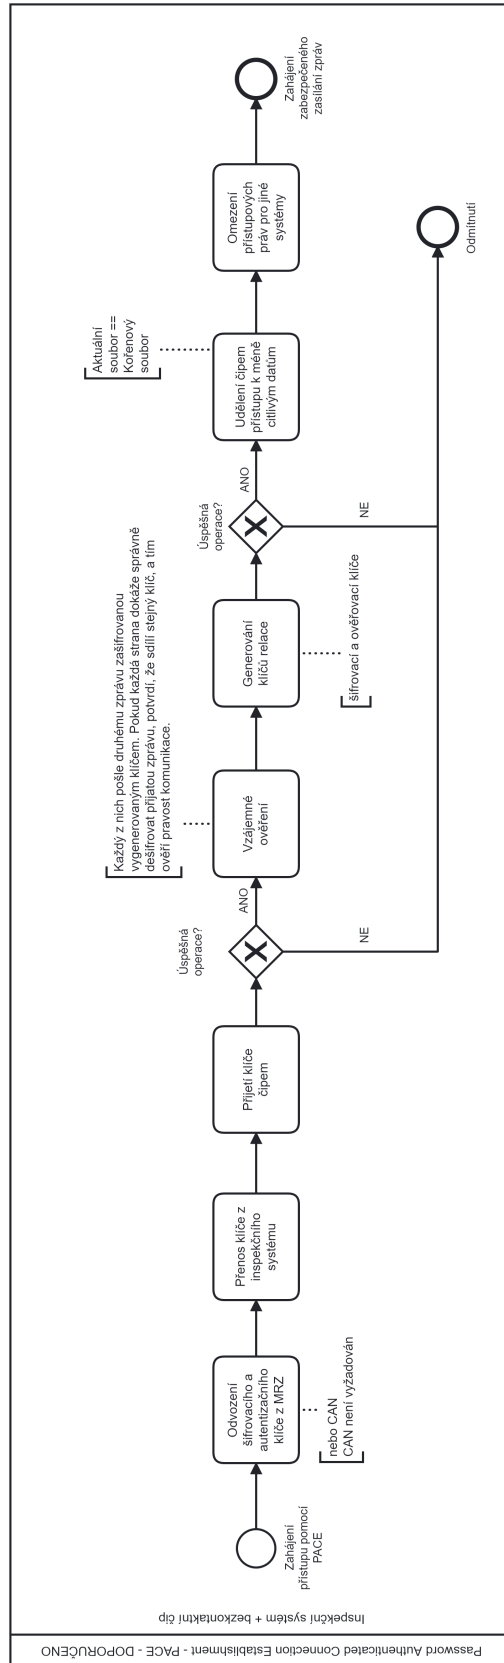 Password Authenticated Connection Establishment - PACE - DOPORUČENO
Inspekční systém + bezkontaktní čip
Zahájení
přístupu pomocí
PACE
Odvození
šifrovacího a
autentizačního
klíče z MRZ
nebo CAN
CAN není vyžadován
Přenos klíče z
inspekčního
systému
Přijetí klíče
čipem
Úspěšná
operace?
ANO
NE
Vzájemné
ověření
Každý z nich pošle druhému zprávu zašifrovanou
vygenerovaným klíčem. Pokud každá strana dokáže správně
dešifrovat přijatou zprávu, potvrdí, že sdílí stejný klíč, a tím
ověří pravost komunikace.
Generování
klíčů relace
šifrovací a ověřovací klíče
Úspěšná
operace?
ANO
NE
Udělení čipem
přístupu k méně
citlivým datům
Aktuální
soubor ==
Kořenový
soubor
Omezení
přístupových
práv pro jiné
systémy
Zahájení
zabezpečeného
zasílání zpráv
Odmítnutí